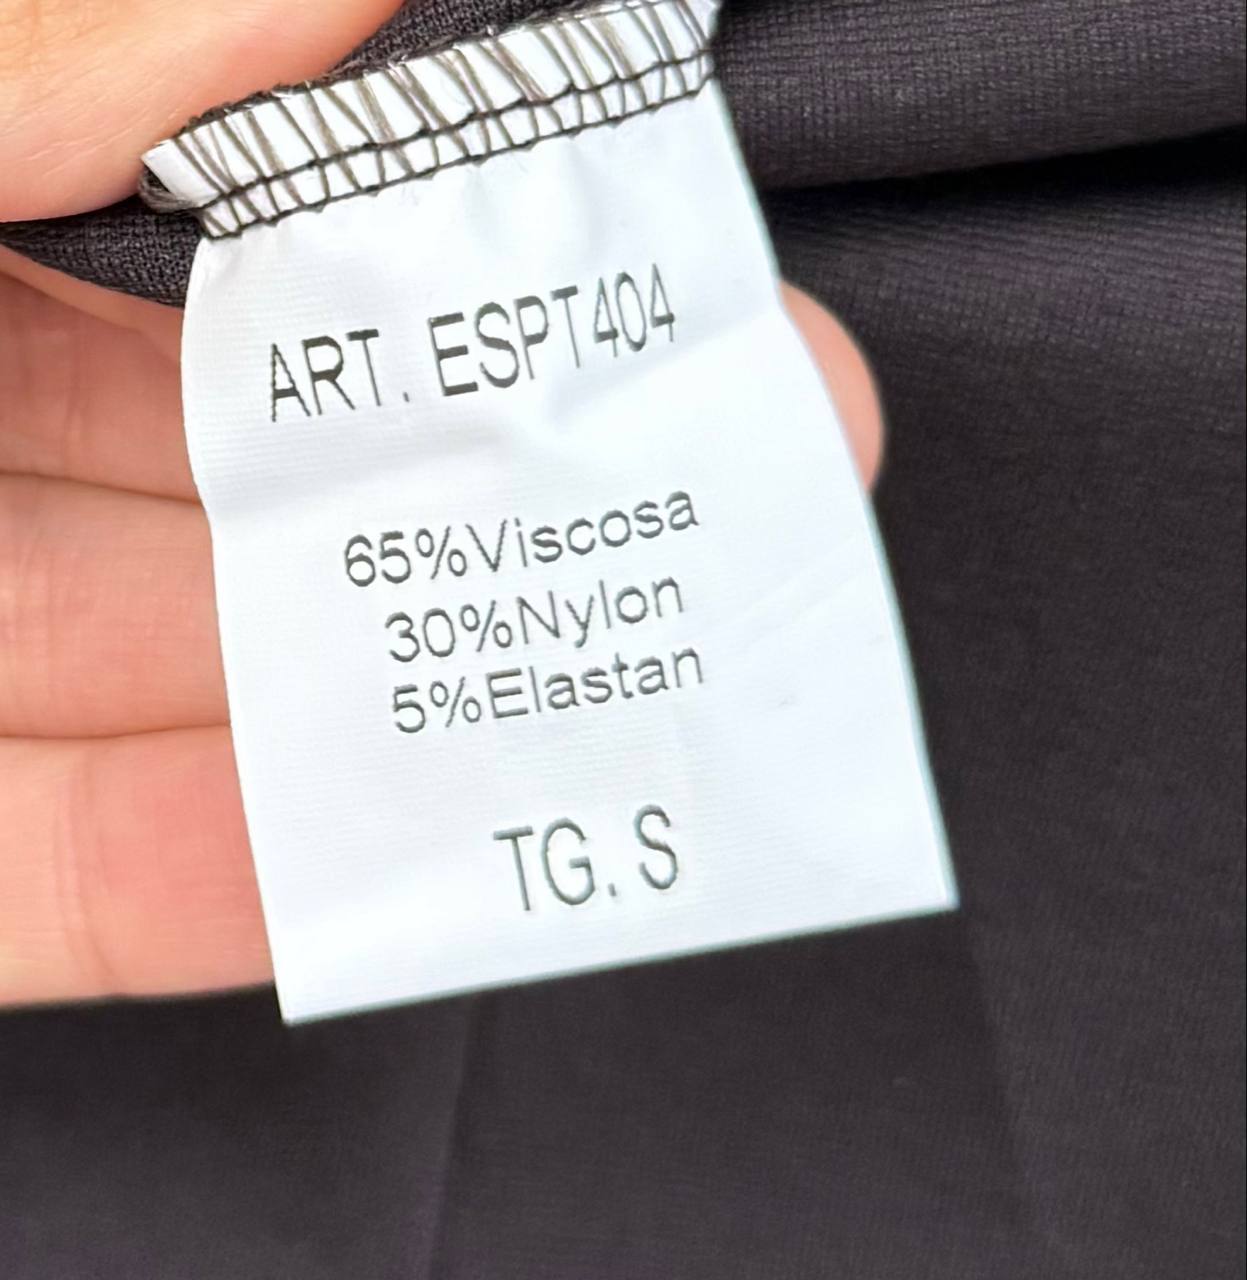 ART. ESPT404
65%Viscosa
30%Nylon
5%Elastan
TG. S